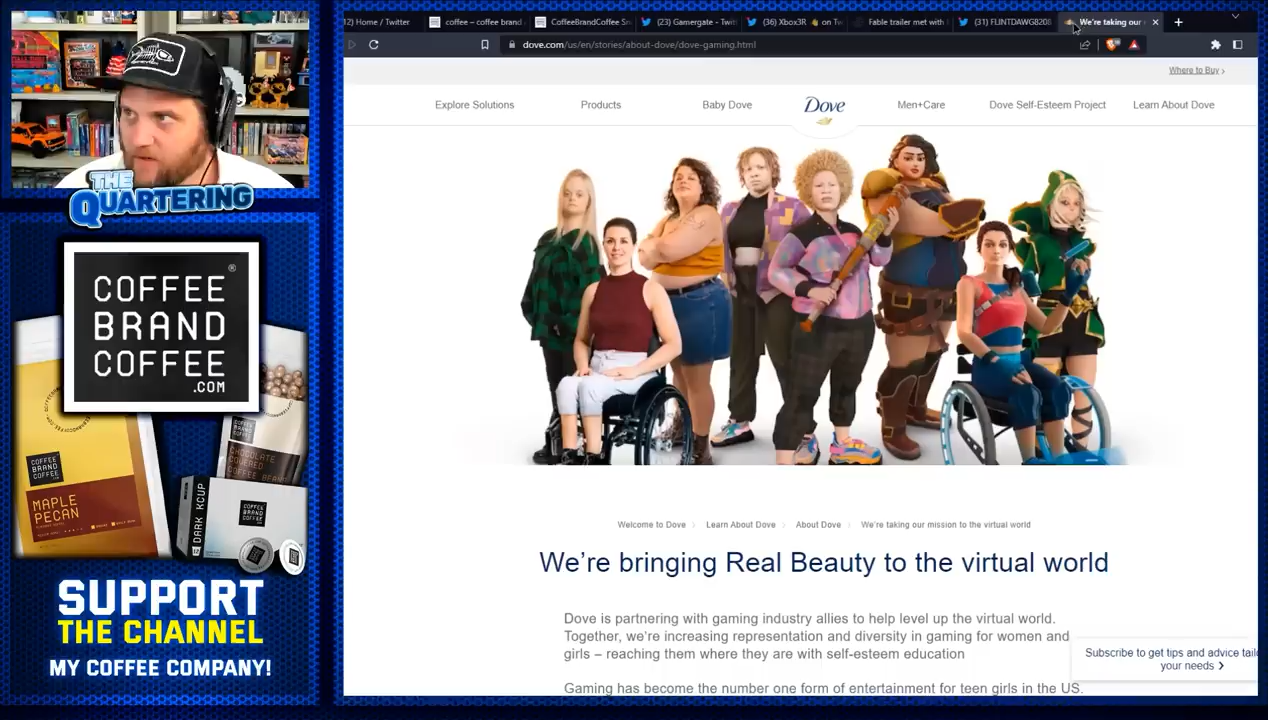 12) Home / Twitter
coffee – coffee brand
CoffeeBrandCoffee Sn
(23) Gamergate - Twit
(36) Xbox3R
on Tw
Fable trailer met with
(31) FLINTDAWG8208
We're taking our
dove.com/us/en/stories/about-dove/dove-gaming.html
Where to Buy
Explore Solutions
Products
Baby Dove
Dove
Men+Care
Dove Self-Esteem Project
Learn About Dove
THE
QUARTERING
COFFEE
BRAND
COFFEE
.COM
®
COFFEE
BRAND
COFFEE
MAPLE
PECAN
CHOCOLATE
COVERED
COFFEE BEANS
DARK KCUP
SUPPORT
THE CHANNEL
MY COFFEE COMPANY!
Welcome to Dove
Learn About Dove
About Dove
We're taking our mission to the virtual world
We're bringing Real Beauty to the virtual world
Dove is partnering with gaming industry allies to help level up the virtual world.
Together, we're increasing representation and diversity in gaming for women and
girls – reaching them where they are with self-esteem education
Gaming has become the number one form of entertainment for teen girls in the US.
Subscribe to get tips and advice tailo
your needs